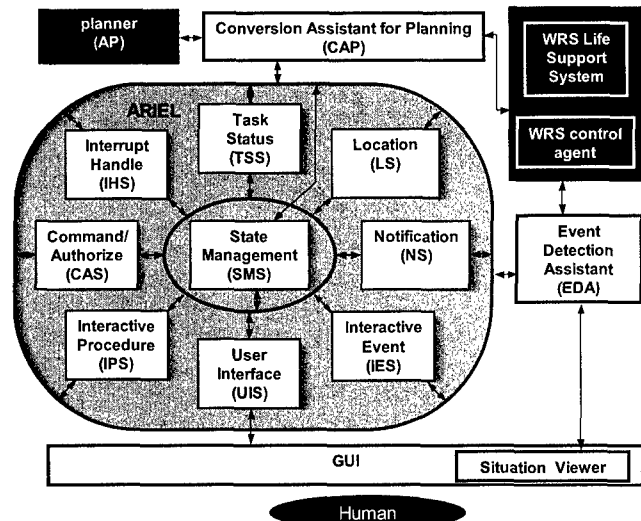 planner
(AP)
Conversion Assistant for Planning
(CAP)
WRS Life
Support
System
WRS control
agent
ARIEL
Task
Status
(TSS)
Interrupt
Handle
(IHS)
Location
(LS)
Command/
Authorize
(CAS)
State
Management
(SMS)
Notification
(NS)
Event
Detection
Assistant
(EDA)
Interactive
Procedure
(IPS)
User
Interface
(UIS)
Interactive
Event
(IES)
GUI
Situation Viewer
Human